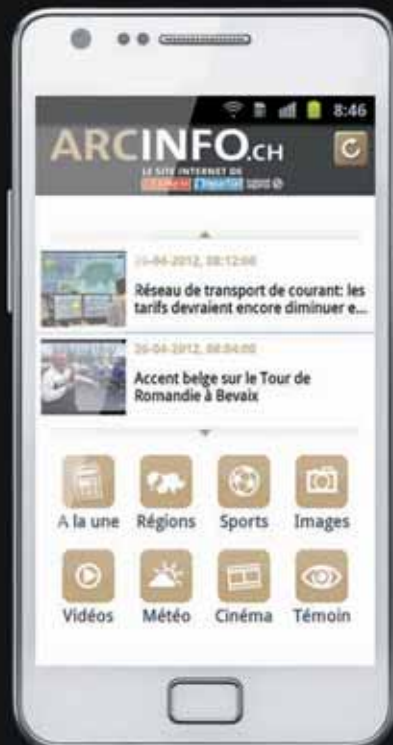 8:46
ARCINFO.CH
LE SITE INTERNET DE
26-04-2012, 08:12:00
Réseau de transport de courant: les
tarifs devraient encore diminuer e...
26-04-2012, 08:04:00
Accent belge sur le Tour de
Romandie à Bevaix
A la une Régions Sports Images
Vidéos Météo Cinéma Témoin